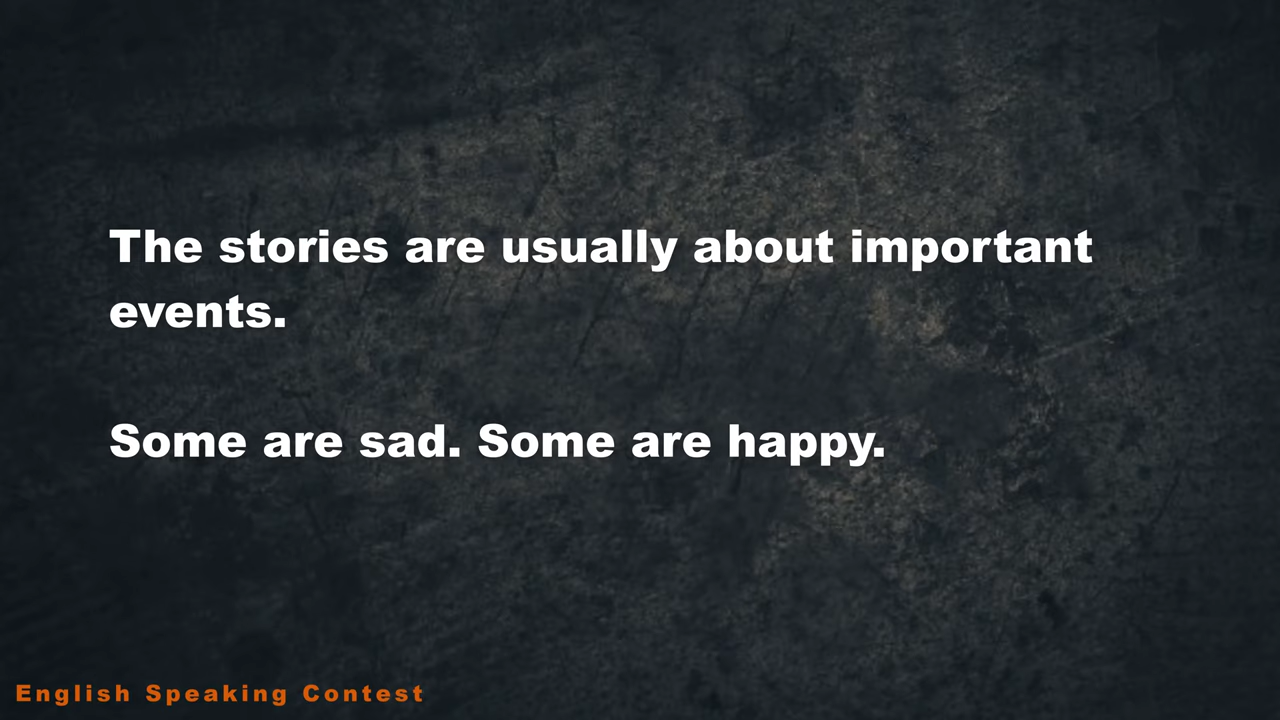 The stories are usually about important
events.
Some are sad. Some are happy.
English Speaking Contest